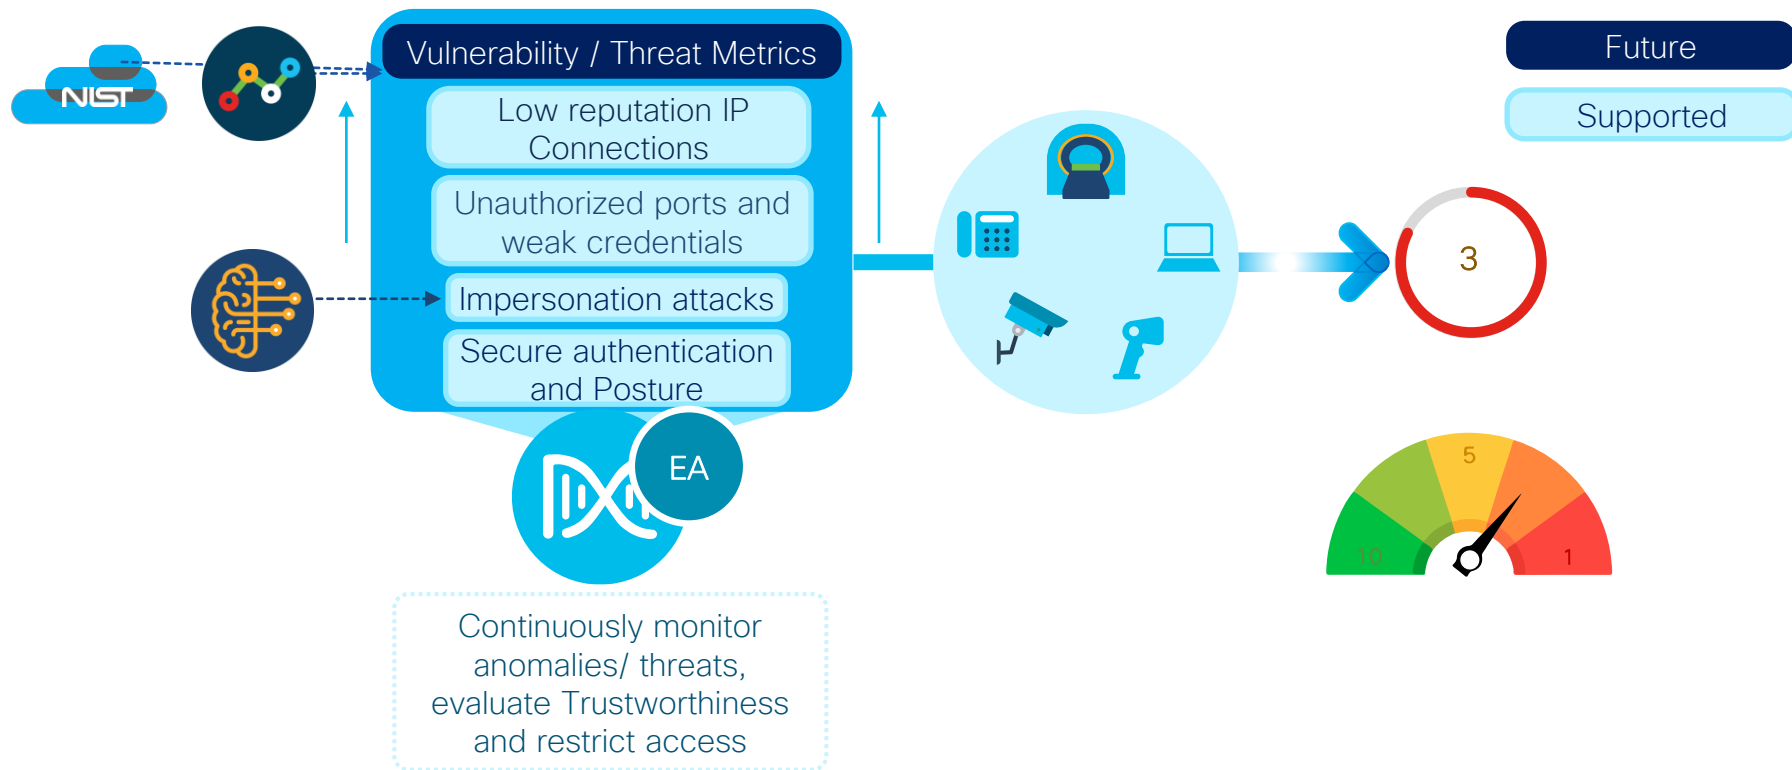 NIST
Vulnerability / Threat Metrics
Low reputation IP
Connections
Unauthorized ports and
weak credentials
Impersonation attacks
Secure authentication
and Posture
EA
Continuously monitor
anomalies/ threats,
evaluate Trustworthiness
and restrict access
Future
Supported
3
5
10
1